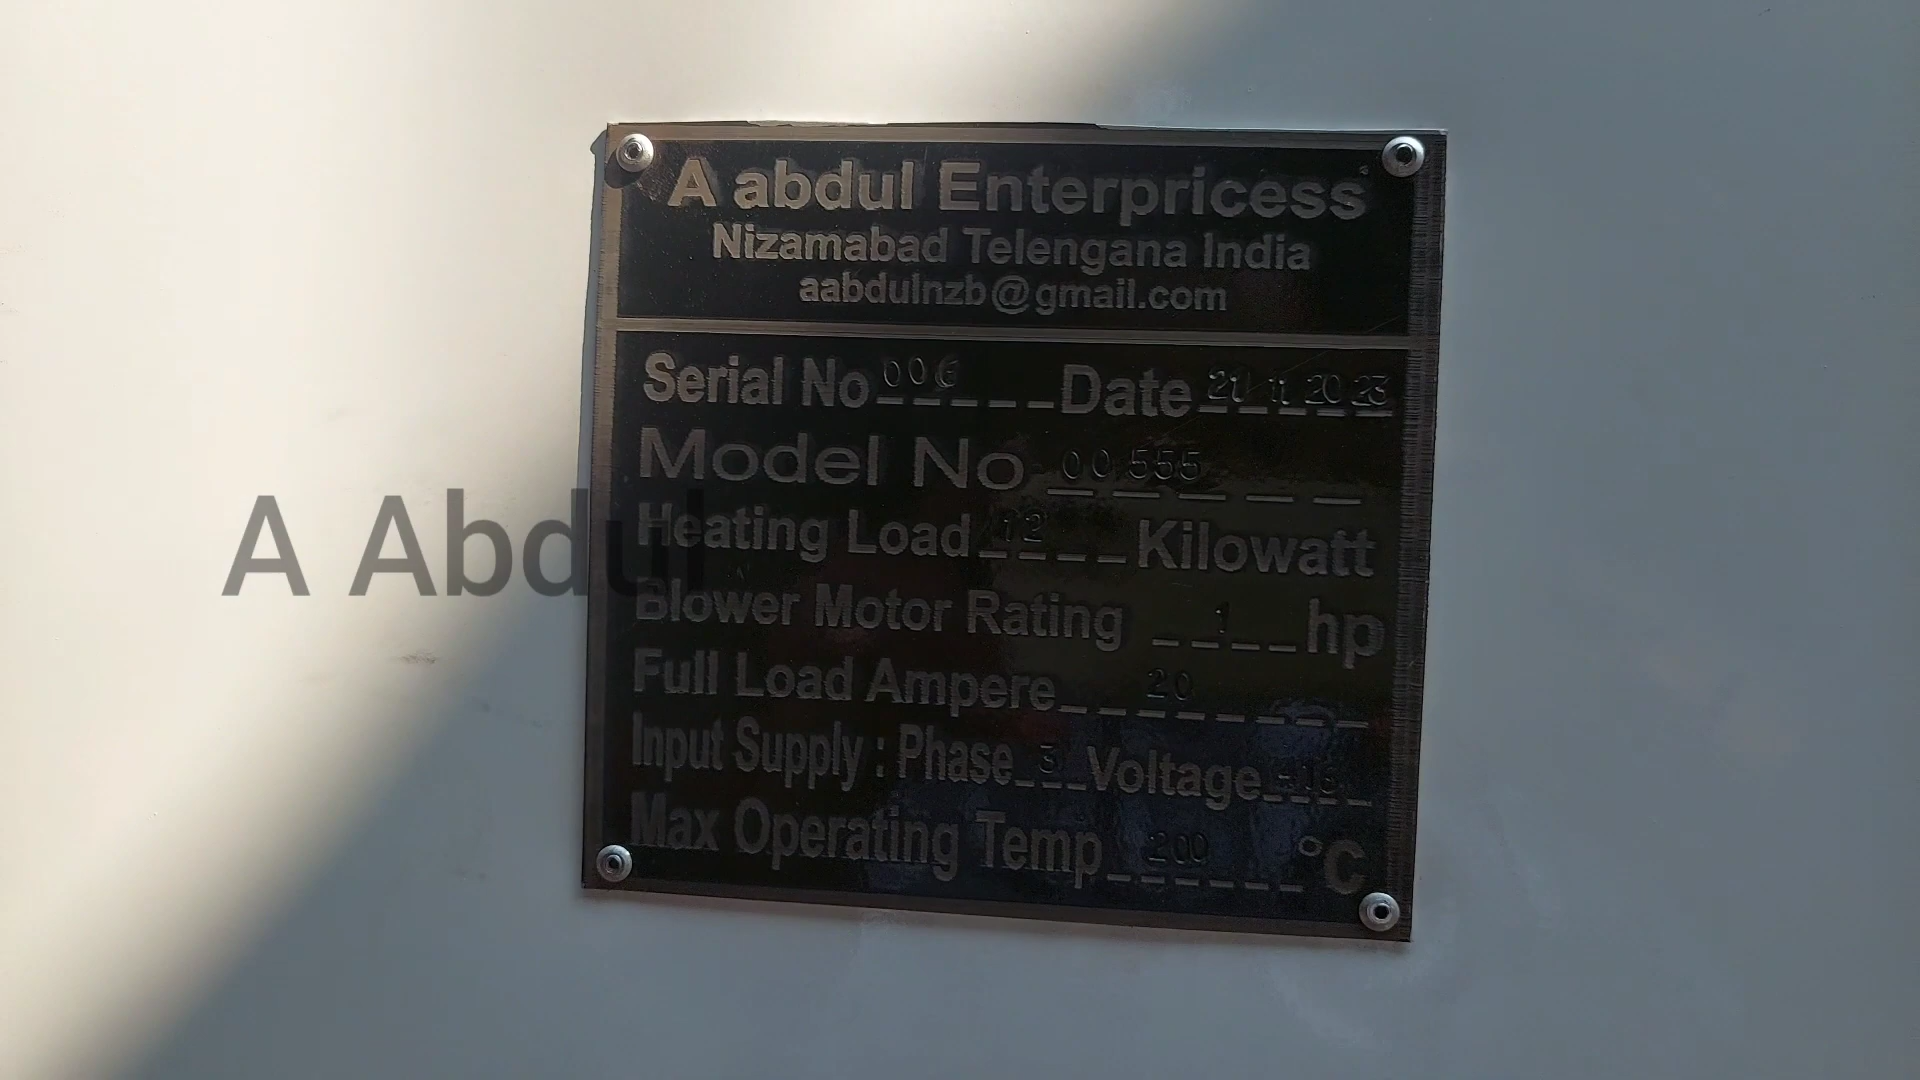 A abdul Enterpricess
Nizamabad Telengana India
aabdulnzb@gmail.com
Serial No 006 Date 21 11 2023
Model No 00555
Heating Load 12 Kilowatt
A Abdul
Blower Motor Rating 1 hp
Full Load Ampere 20
Input Supply : Phase 3 Voltage
Max Operating Temp 200 °C